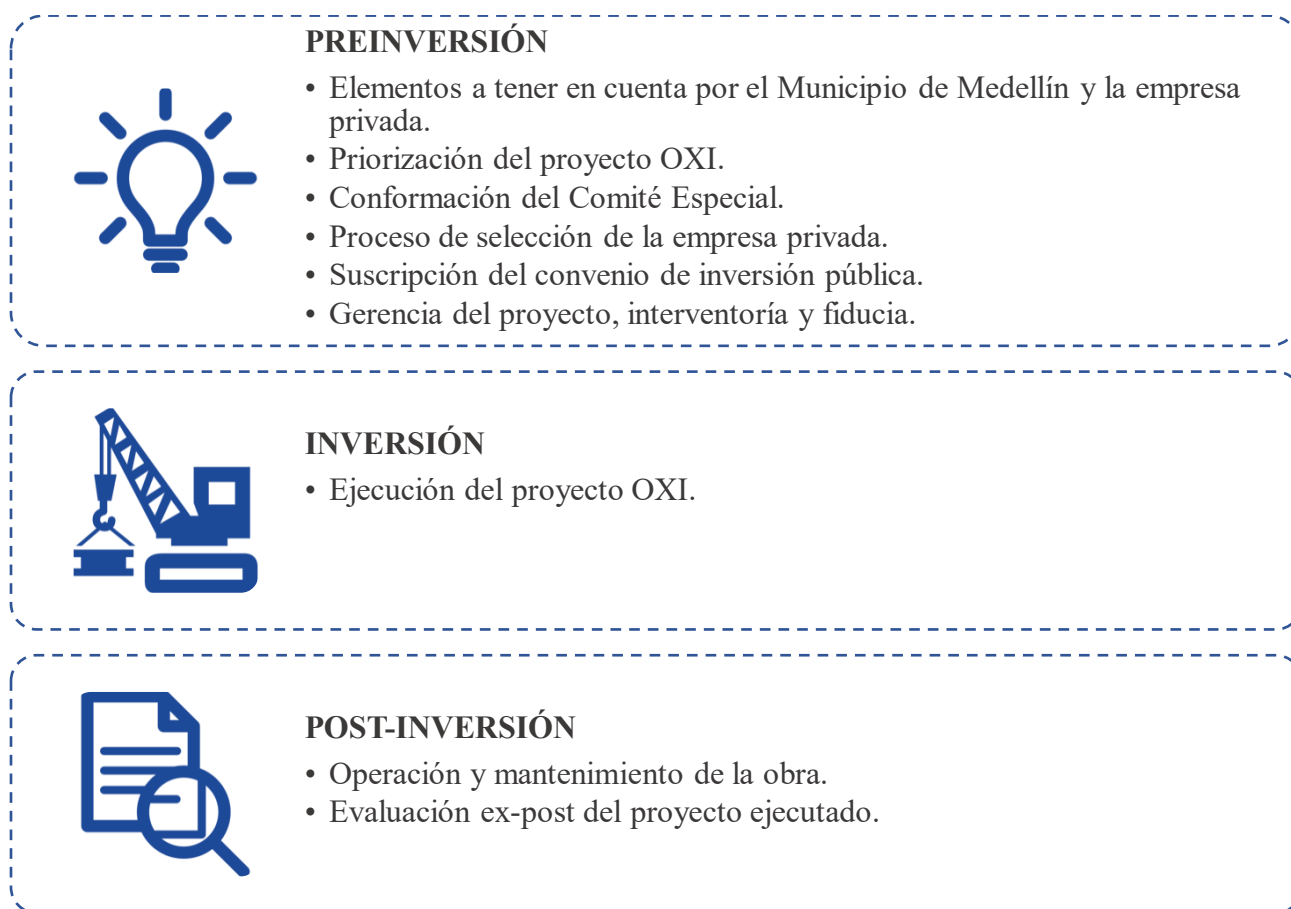 PREINVERSIÓN
• Elementos a tener en cuenta por el Municipio de Medellín y la empresa
privada.
• Priorización del proyecto OXI.
• Conformación del Comité Especial.
• Proceso de selección de la empresa privada.
• Suscripción del convenio de inversión pública.
• Gerencia del proyecto, interventoría y fiducia.
INVERSIÓN
• Ejecución del proyecto OXI.
POST-INVERSIÓN
• Operación y mantenimiento de la obra.
• Evaluación ex-post del proyecto ejecutado.